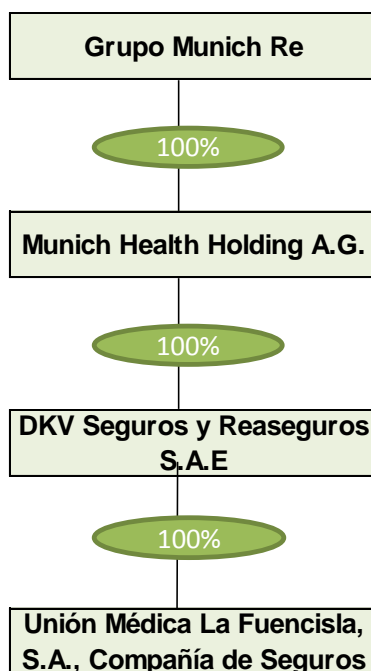 Grupo Munich Re
100%
Munich Health Holding A.G.
100%
DKV Seguros y Reaseguros
S.A.E
100%
Unión Médica La Fuencisla,
S.A., Compañía de Seguros